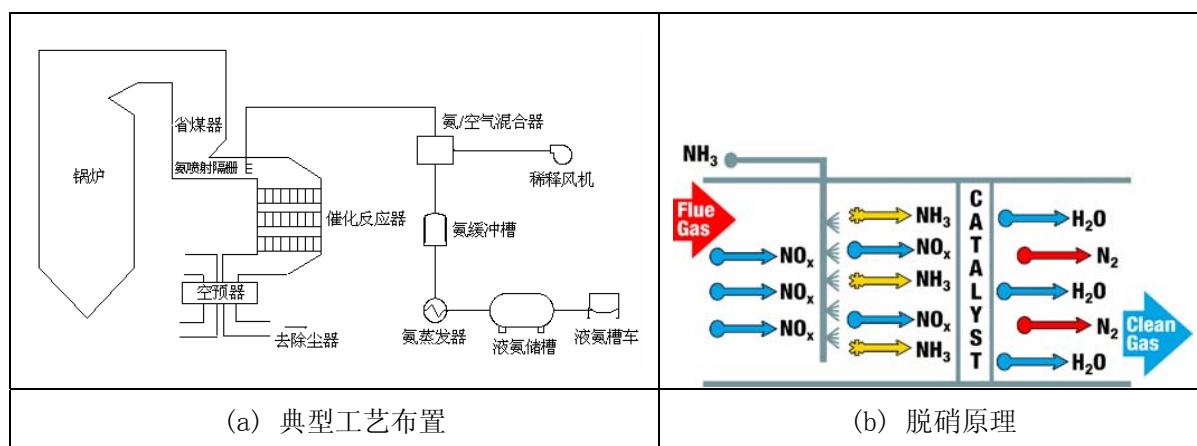 省煤器
氨喷射隔栅
锅炉
氨/空气混合器
稀释风机
催化反应器
氨缓冲槽
空预器
去除尘器
氨蒸发器
液氨储槽
液氨槽车
(a) 典型工艺布置
NH3
Flue
Gas
NOx
NOx
NOx
NH3
NOx
NH3
NOx
NH3
CATALYST
H2O
N2
H2O
N2
H2O
Clean
Gas
(b) 脱硝原理